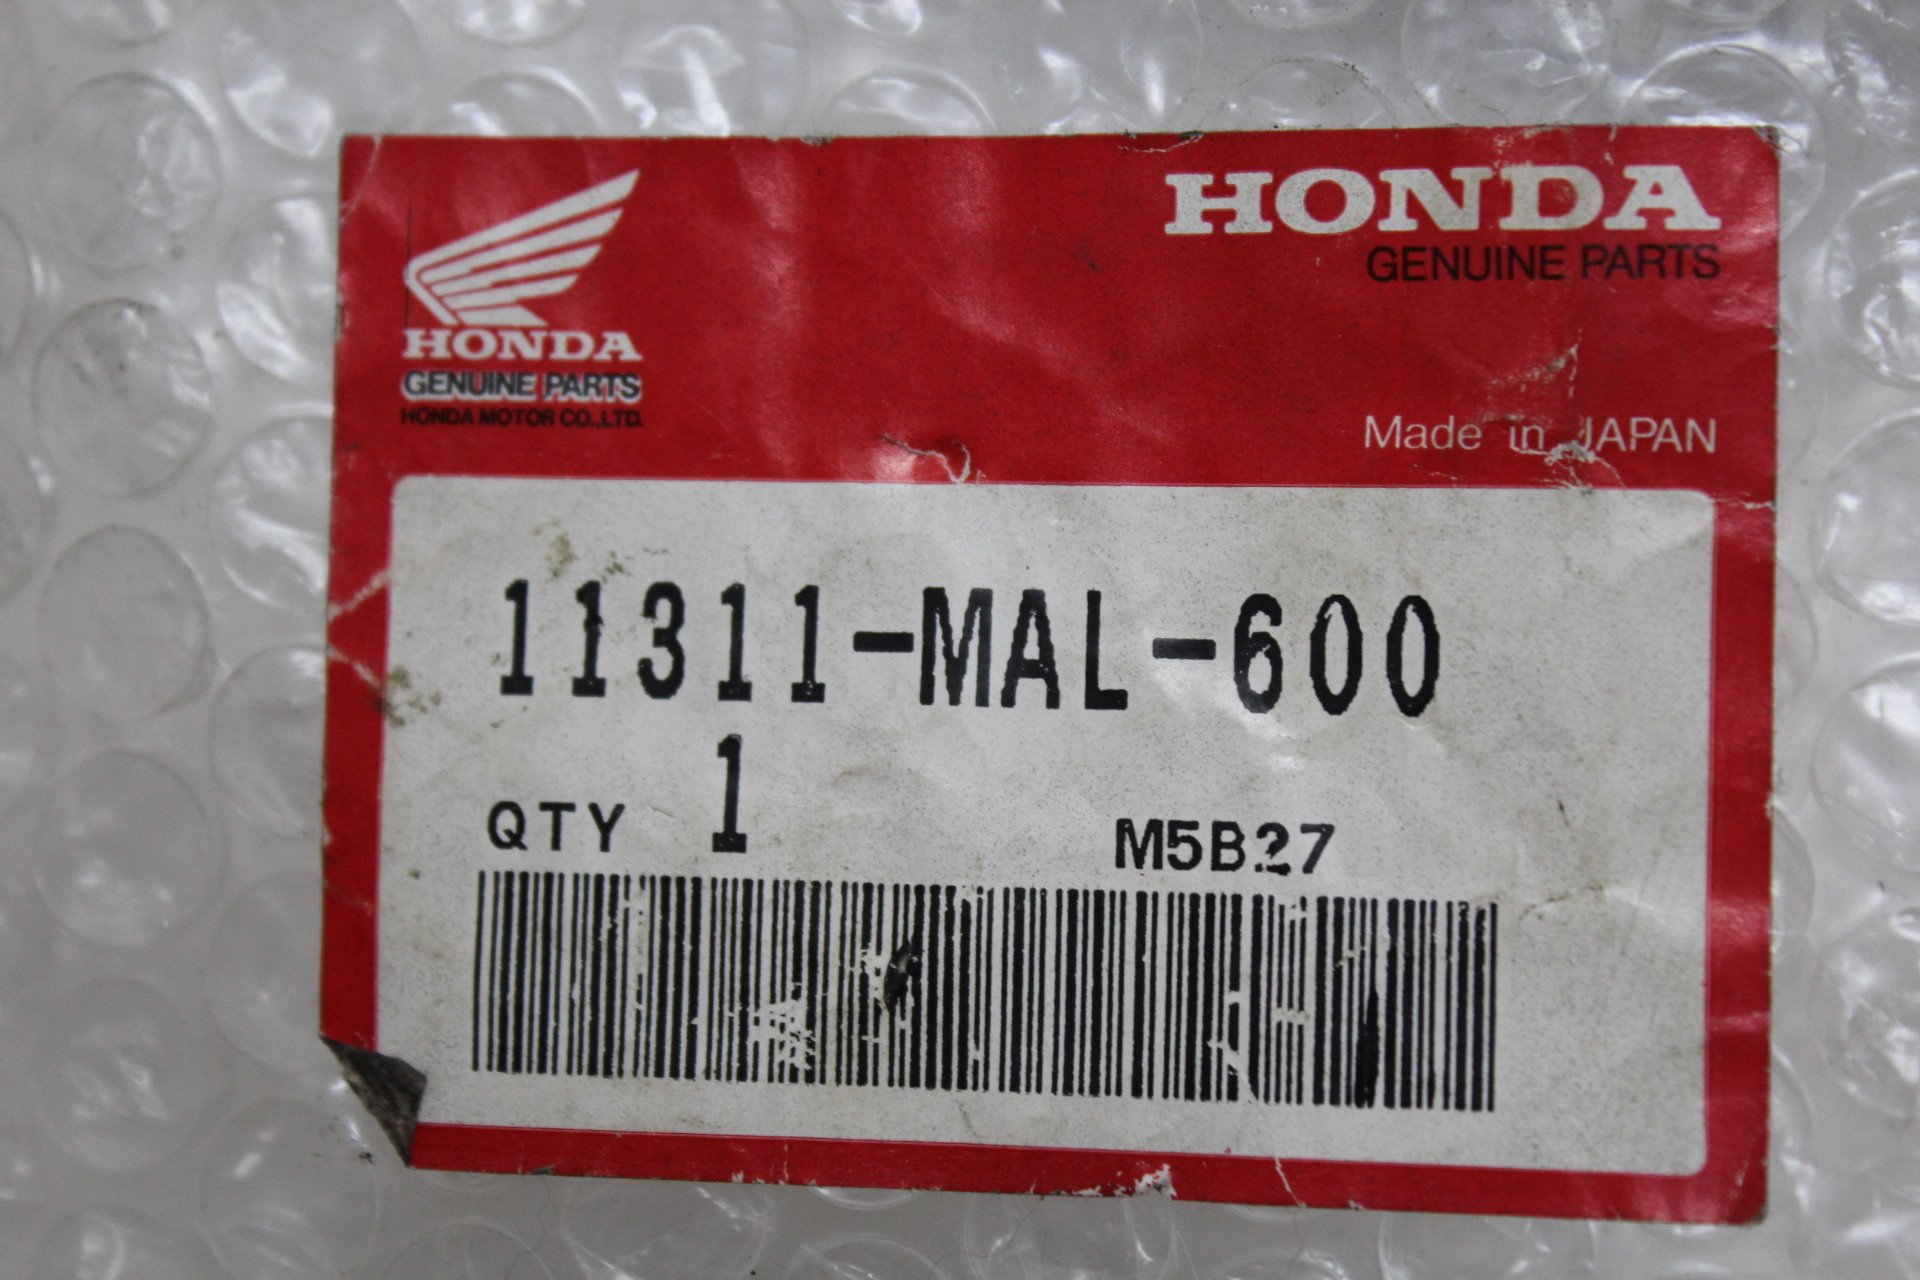 HONDA
GENUINE PARTS
HONDA MOTOR CO.,LTD.
HONDA
GENUINE PARTS
Made in JAPAN
11311-MAL-600
QTY 1 M5B27